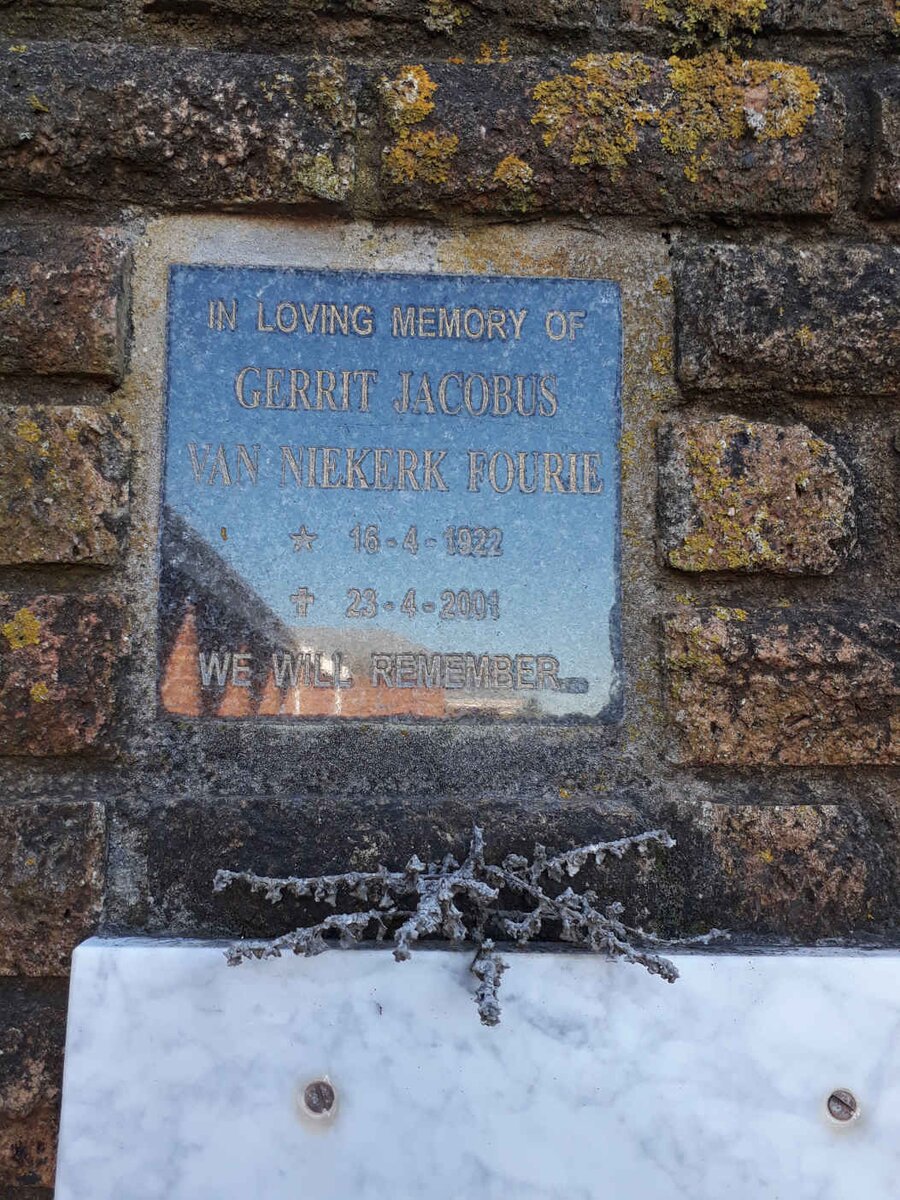 IN LOVING MEMORY OF
GERRIT JACOBUS
VAN NIEKERK FOURIE
☆ 16-4-1922
✝ 23-4-2001
WE WILL REMEMBER...